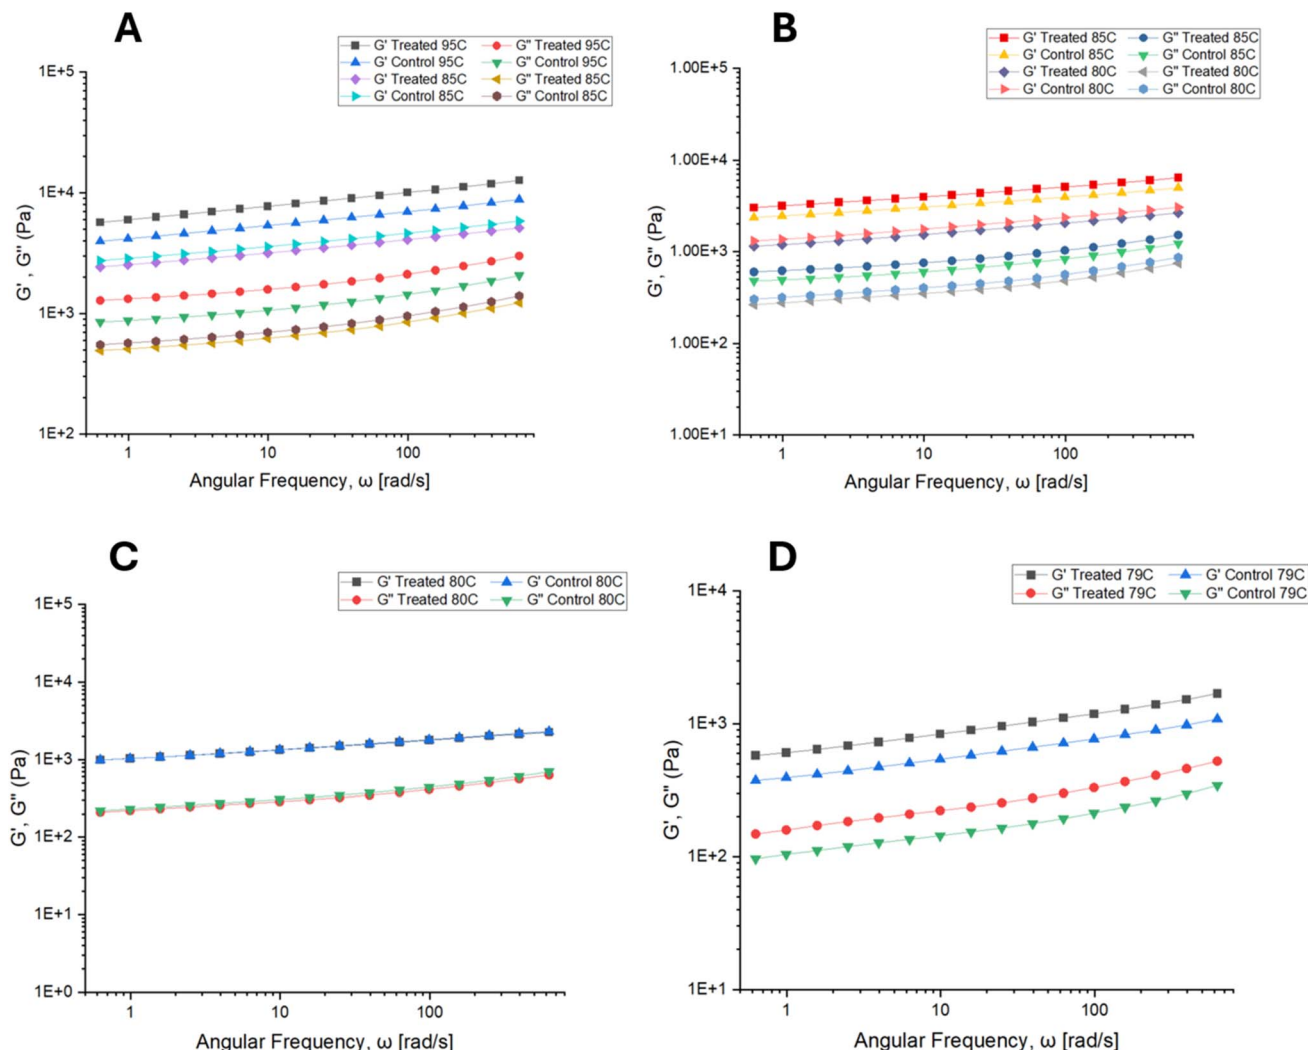 A
G' Treated 95C G" Treated 95C
G' Control 95C G" Control 95C
G' Treated 85C G" Treated 85C
G' Control 85C G" Control 85C
1E+5
1E+4
1E+3
1E+2
G', G" (Pa)
1 10 100
Angular Frequency, ω [rad/s]
B
G' Treated 85C G" Treated 85C
G' Control 85C G" Control 85C
G' Treated 80C G" Treated 80C
G' Control 80C G" Control 80C
1.00E+5
1.00E+4
1.00E+3
1.00E+2
1.00E+1
G', G" (Pa)
1 10 100
Angular Frequency, ω [rad/s]
C
G' Treated 80C G' Control 80C
G" Treated 80C G" Control 80C
1E+5
1E+4
1E+3
1E+2
1E+1
1E+0
G', G" (Pa)
1 10 100
Angular Frequency, ω [rad/s]
D
G' Treated 79C G' Control 79C
G" Treated 79C G" Control 79C
1E+4
1E+3
1E+2
1E+1
G', G" (Pa)
1 10 100
Angular Frequency, ω [rad/s]